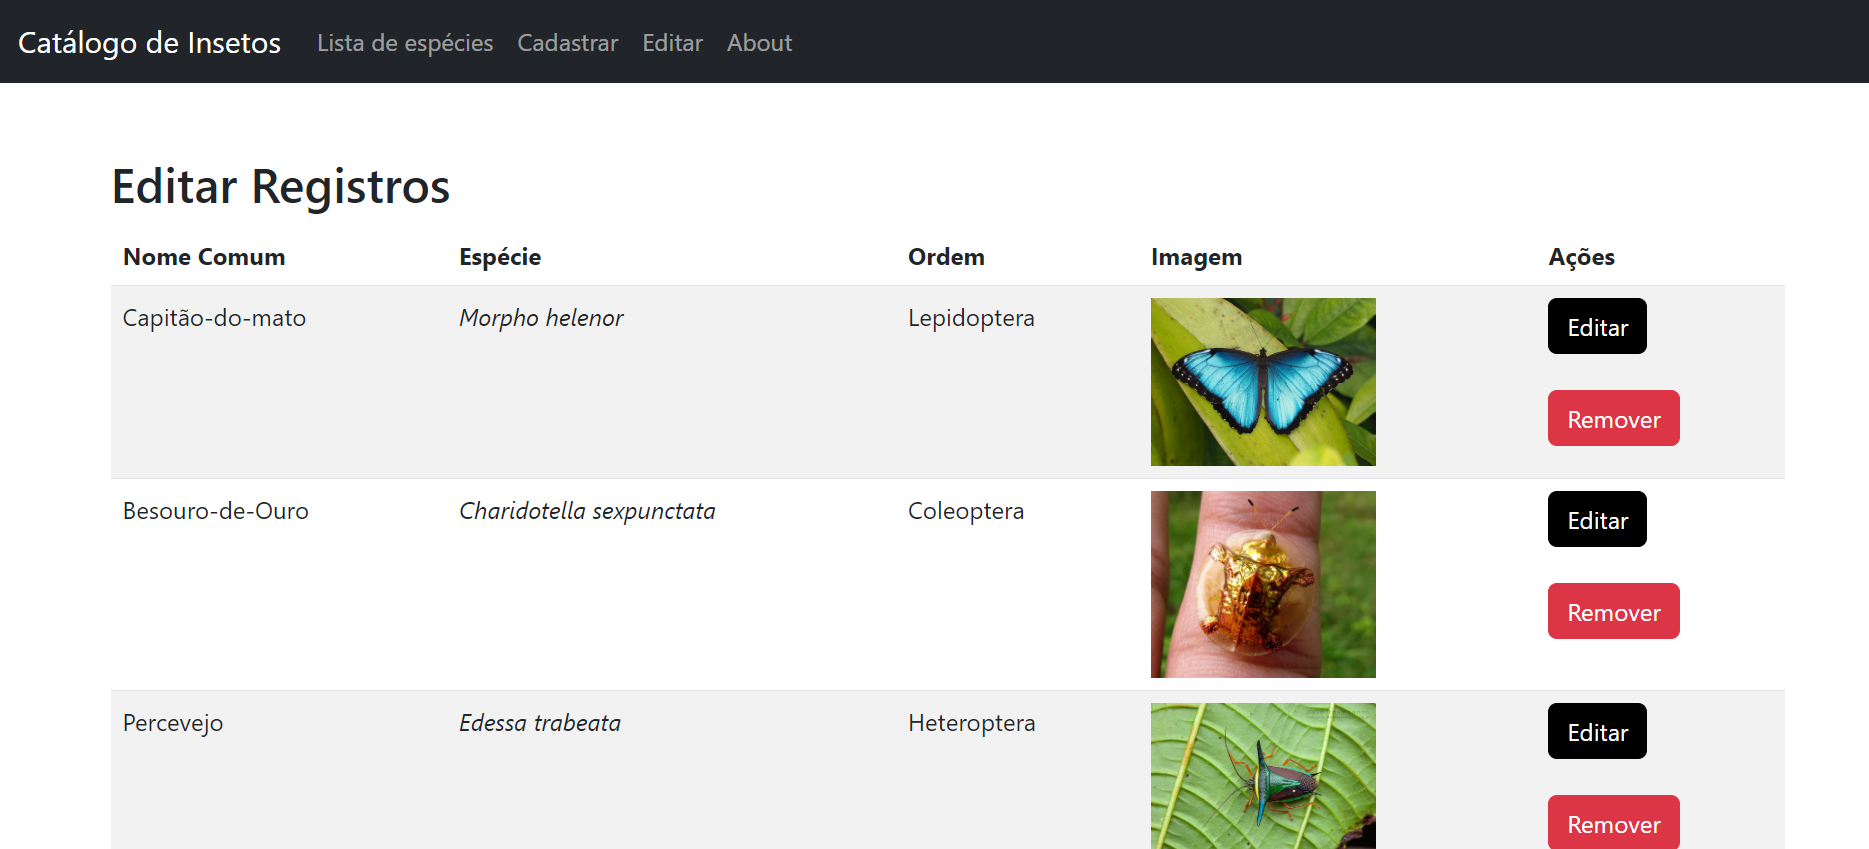 Catálogo de Insetos Lista de espécies Cadastrar Editar About
Editar Registros
Nome Comum Espécie Ordem Imagem Ações
Capitão-do-mato Morpho helenor Lepidoptera Editar
Remover
Besouro-de-Ouro Charidotella sexpunctata Coleoptera Editar
Remover
Percevejo Edessa trabeata Heteroptera Editar
Remover